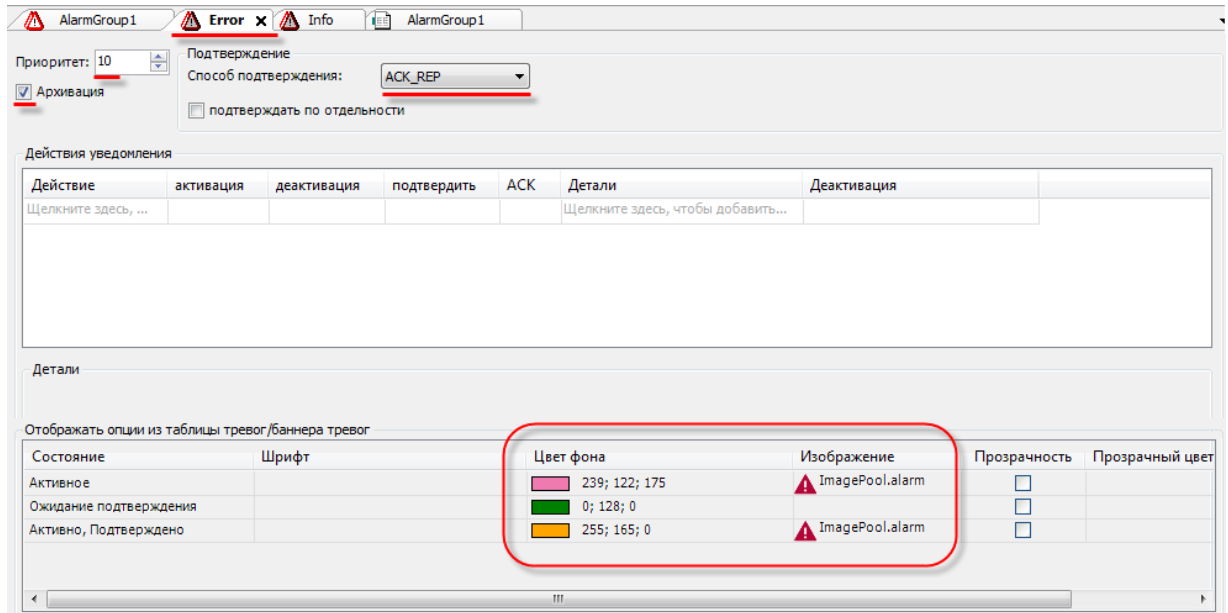 AlarmGroup1 Error x Info AlarmGroup1
Приоритет: 10
Архивация
Подтверждение
Способ подтверждения: ACK_REP
подтверждать по отдельности
Действия уведомления
Действие активация деактивация подтвердить ACK Детали Деактивация
Щелкните здесь, ... Щелкните здесь, чтобы добавить...
Детали
Отображать опции из таблицы тревог/баннера тревог
Состояние Шрифт Цвет фона Изображение Прозрачность Прозрачный цвет
Активное 239; 122; 175 ImagePool.alarm
Ожидание подтверждения 0; 128; 0
Активно, Подтверждено 255; 165; 0 ImagePool.alarm